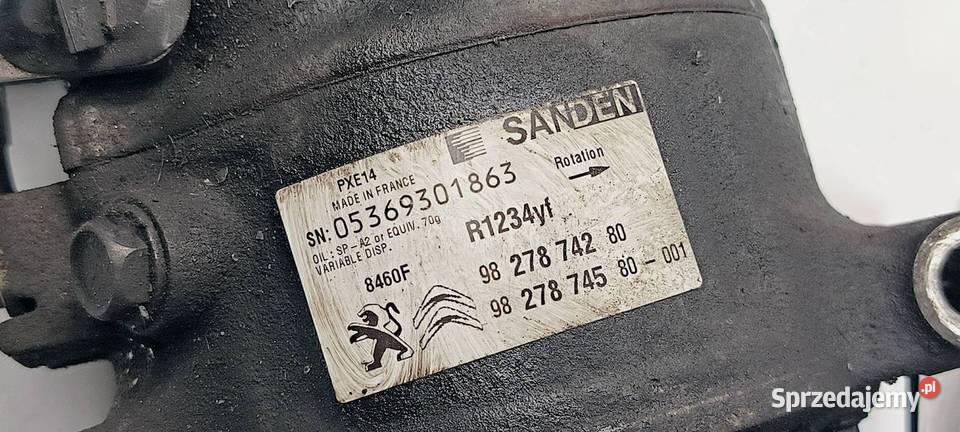 SANDEN
PXE14
MADE IN FRANCE
SN: 05369301863
Rotation
OIL : SP-A2 or EQUIV. 70g
VARIABLE DISP.
R1234yf
8460F
98 278 742 80
98 278 745 80 - 001
Sprzedajemy.pl